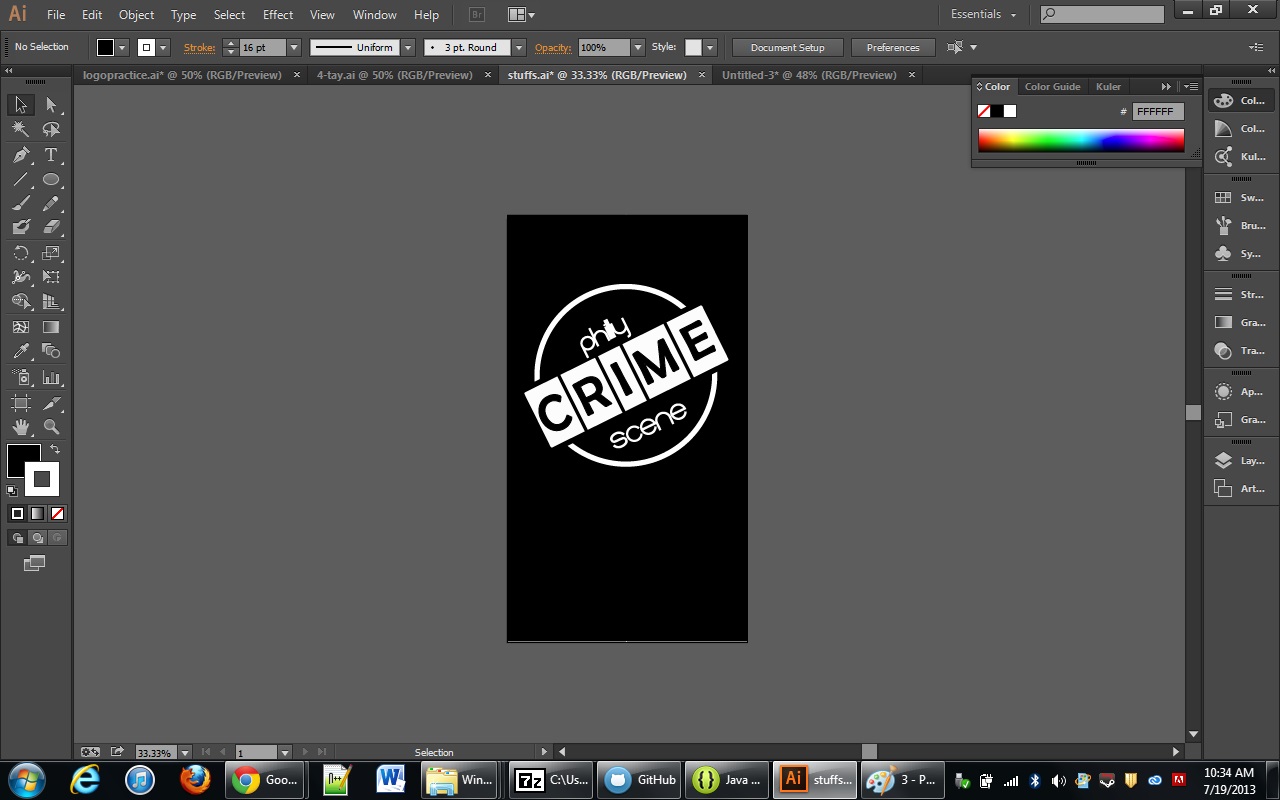 Ai File Edit Object Type Select Effect View Window Help Br Essentials
No Selection Stroke: 16 pt Uniform 3 pt. Round Opacity: 100% Style: Document Setup Preferences
logopractice.ai* @ 50% (RGB/Preview) × 4-tay.ai @ 50% (RGB/Preview) × stuffs.ai* @ 33.33% (RGB/Preview) × Untitled-3* @ 48% (RGB/Preview) ×
Color Color Guide Kuler
# FFFFFF
Col...
Col...
Kul...
Sw...
Bru...
Sy...
Str...
Gra...
Tra...
Ap...
Gra...
Lay...
Art...
T
philly
CRIME
scene
33.33% 1 Selection
Goo... W Win... 7z C:\Us... GitHub Java ... Ai stuffs... 3 - P... 10:34 AM
7/19/2013